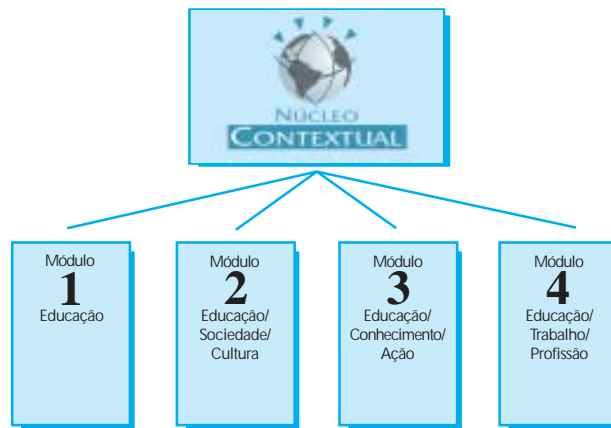 NÚCLEO
CONTEXTUAL
Módulo
1
Educação
Módulo
2
Educação/
Sociedade/
Cultura
Módulo
3
Educação/
Conhecimento/
Ação
Módulo
4
Educação/
Trabalho/
Profissão